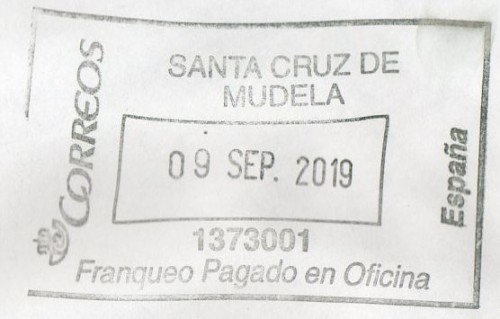 CORREOS
SANTA CRUZ DE
MUDELA
09 SEP. 2019
España
1373001
Franqueo Pagado en Oficina